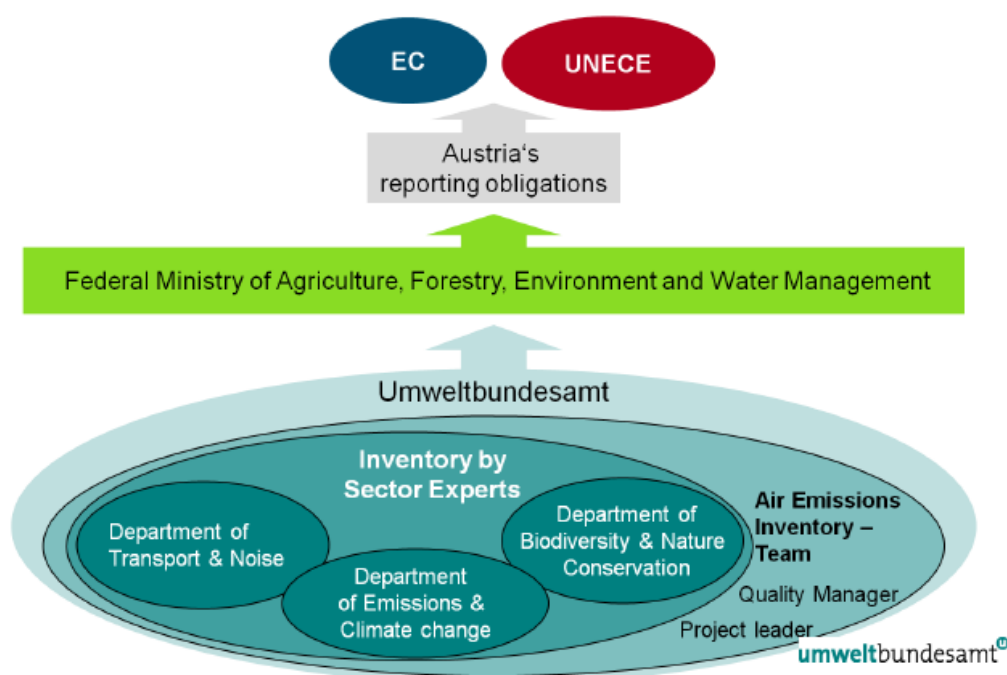 EC
UNECE
Austria‘s
reporting obligations
Federal Ministry of Agriculture, Forestry, Environment and Water Management
Umweltbundesamt
Inventory by
Sector Experts
Department of
Transport & Noise
Department
of Emissions &
Climate change
Department of
Biodiversity & Nature
Conservation
Air Emissions
Inventory –
Team
Quality Manager
Project leader
umweltbundesamt
u